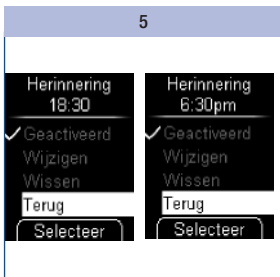 5
Herinnering
18:30
Geactiveerd
Wijzigen
Wissen
Terug
Selecteer
Herinnering
6:30pm
Geactiveerd
Wijzigen
Wissen
Terug
Selecteer